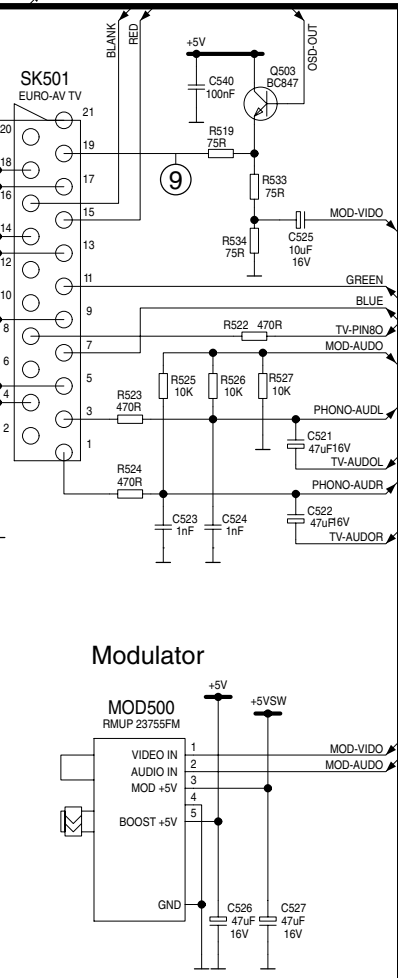 BLANK
RED
OSD-OUT
+5V
SK501
EURO-AV TV
C540
100nF
Q503
BC847
21
20
19
18
17
16
15
14
13
12
11
10
9
8
7
6
5
4
3
2
1
R519
75R
9
R533
75R
R534
75R
C525
10uF
16V
MOD-VIDO
GREEN
BLUE
R522 470R
TV-PIN8O
MOD-AUDO
R525
10K
R526
10K
R527
10K
R523
470R
PHONO-AUDL
C521
47uF16V
TV-AUDOL
R524
470R
PHONO-AUDR
C522
47uF16V
TV-AUDOR
C523
1nF
C524
1nF
Modulator
+5V
+5VSW
MOD500
RMUP 23755FM
VIDEO IN 1 MOD-VIDO
AUDIO IN 2 MOD-AUDO
MOD +5V 3
4
BOOST +5V 5
GND
C526
47uF
16V
C527
47uF
16V